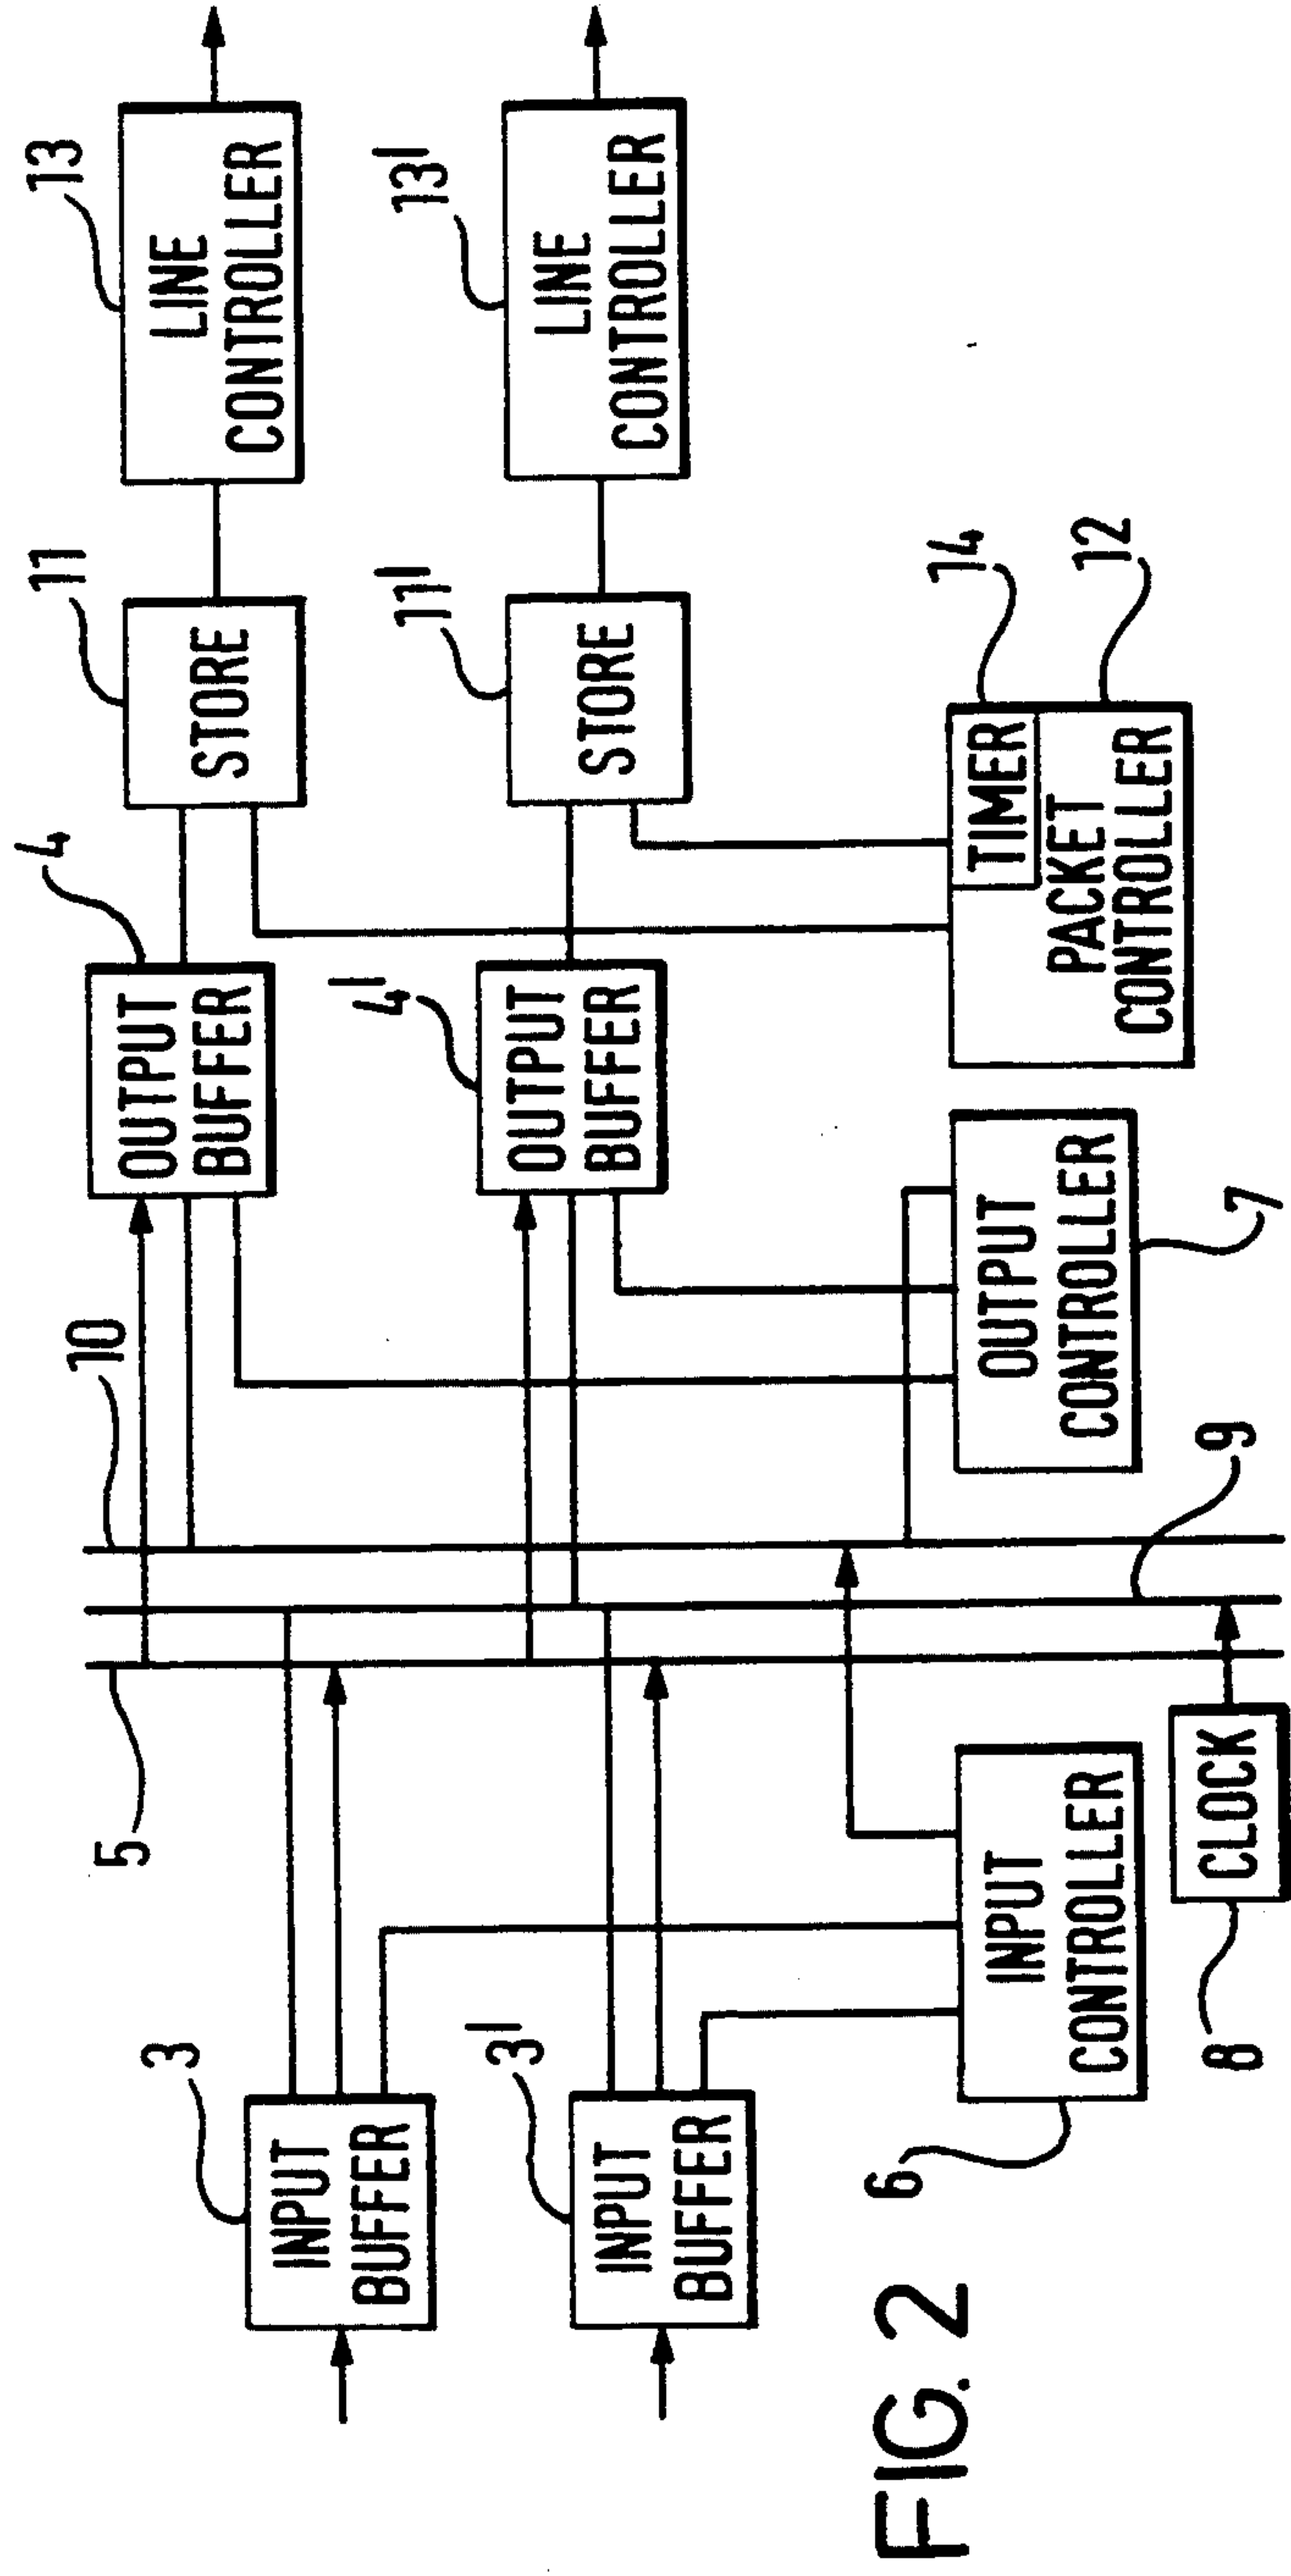 13
LINE
CONTROLLER
13'
LINE
CONTROLLER
11
STORE
11'
STORE
14
TIMER
12
PACKET
CONTROLLER
4
OUTPUT
BUFFER
4'
OUTPUT
BUFFER
7
OUTPUT
CONTROLLER
10
9
5
3
INPUT
BUFFER
3'
INPUT
BUFFER
6
INPUT
CONTROLLER
8
CLOCK
FIG. 2